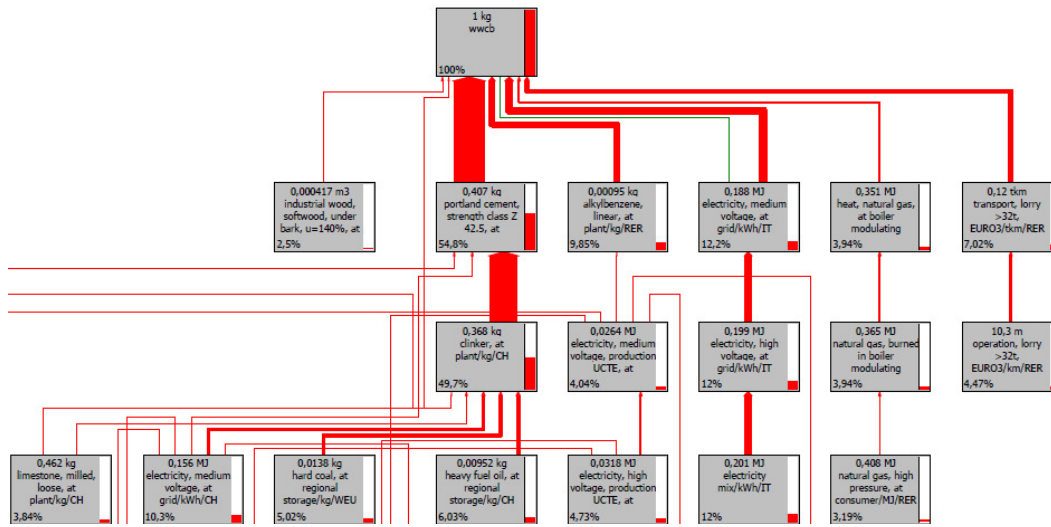 1 kg
wwcb
100%
0,000417 m3
industrial wood,
softwood, under
bark, u=140%, at
2,5%
0,407 kg
portland cement,
strength class Z
42.5, at
54,8%
0,00095 kg
alkylbenzene,
linear, at
plant/kg/RER
9,85%
0,188 MJ
electricity, medium
voltage, at
grid/kWh/IT
12,2%
0,351 MJ
heat, natural gas,
at boiler
modulating
3,94%
0,12 tkm
transport, lorry
>32t,
EURO3/tkm/RER
7,02%
0,368 kg
clinker, at
plant/kg/CH
49,7%
0,0264 MJ
electricity, medium
voltage, production
UCTE, at
4,04%
0,199 MJ
electricity, high
voltage, at
grid/kWh/IT
12%
0,365 MJ
natural gas, burned
in boiler
modulating
3,94%
10,3 m
operation, lorry
>32t,
EURO3/km/RER
4,47%
0,462 kg
limestone, milled,
loose, at
plant/kg/CH
3,84%
0,156 MJ
electricity, medium
voltage, at
grid/kWh/CH
10,3%
0,0138 kg
hard coal, at
regional
storage/kg/WEU
5,02%
0,00952 kg
heavy fuel oil, at
regional
storage/kg/CH
6,03%
0,0318 MJ
electricity, high
voltage, production
UCTE, at
4,73%
0,201 MJ
electricity
mix/kWh/IT
12%
0,408 MJ
natural gas, high
pressure, at
consumer/MJ/RER
3,19%